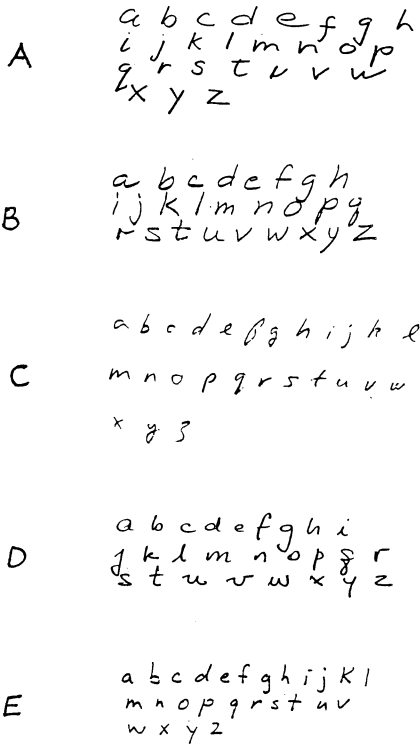 A
a b c d e f g h
i j k l m n o p
q r s t u v w
x y z
B
a b c d e f g h
i j k l m n o p q
r s t u v w x y z
C
a b c d e f g h i j k l
m n o p q r s t u v w
x y z
D
a b c d e f g h i
j k l m n o p q r
s t u v w x y z
E
a b c d e f g h i j k l
m n o p q r s t u v
w x y z